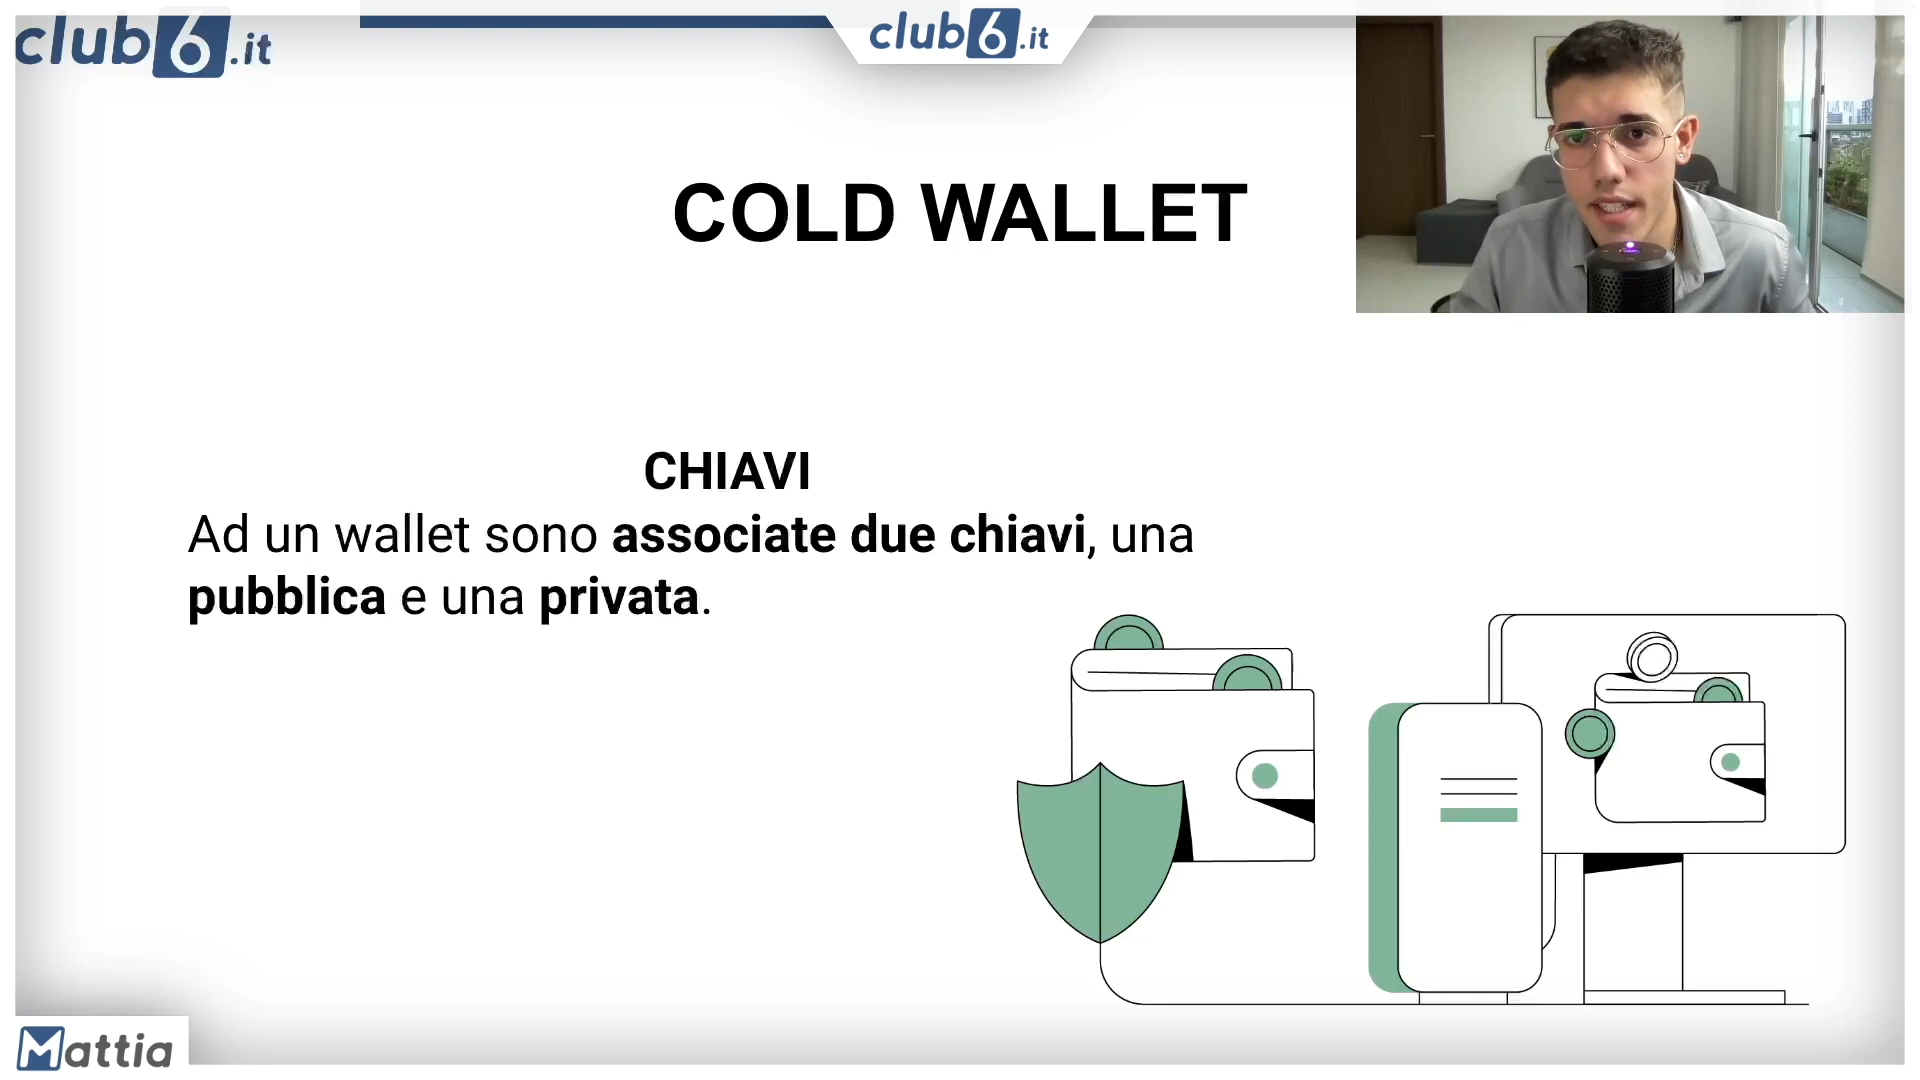 club6.it
club6.it
COLD WALLET
CHIAVI
Ad un wallet sono associate due chiavi, una
pubblica e una privata.
Mattia